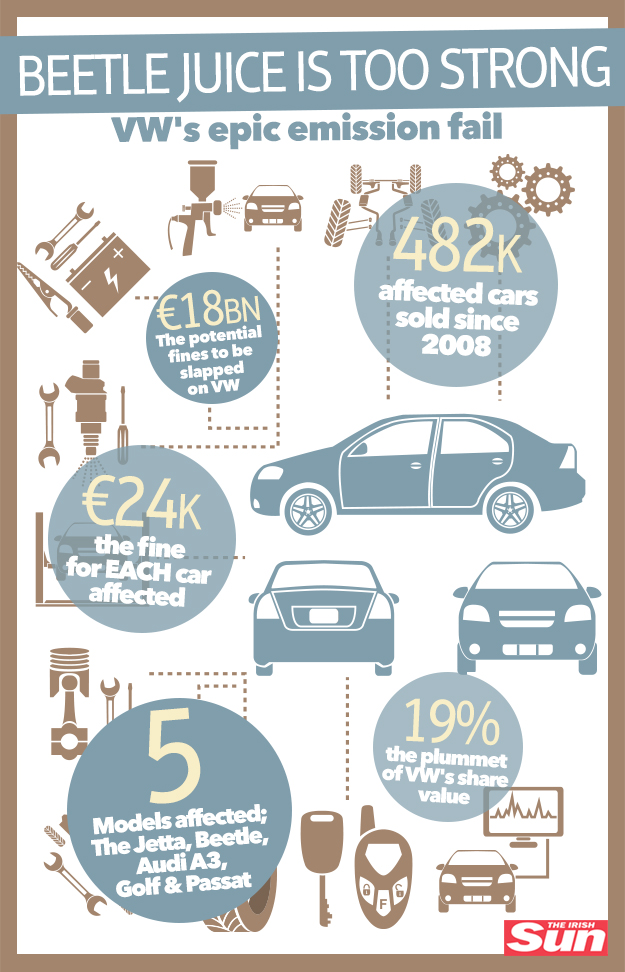 BEETLE JUICE IS TOO STRONG
VW's epic emission fail
482K
affected cars
sold since
2008
€18BN
The potential
fines to be
slapped
on VW
€24K
the fine
for EACH car
affected
19%
the plummet
of VW's share
value
5
Models affected;
The Jetta, Beetle,
Audi A3,
Golf & Passat
F
THE IRISH
Sun